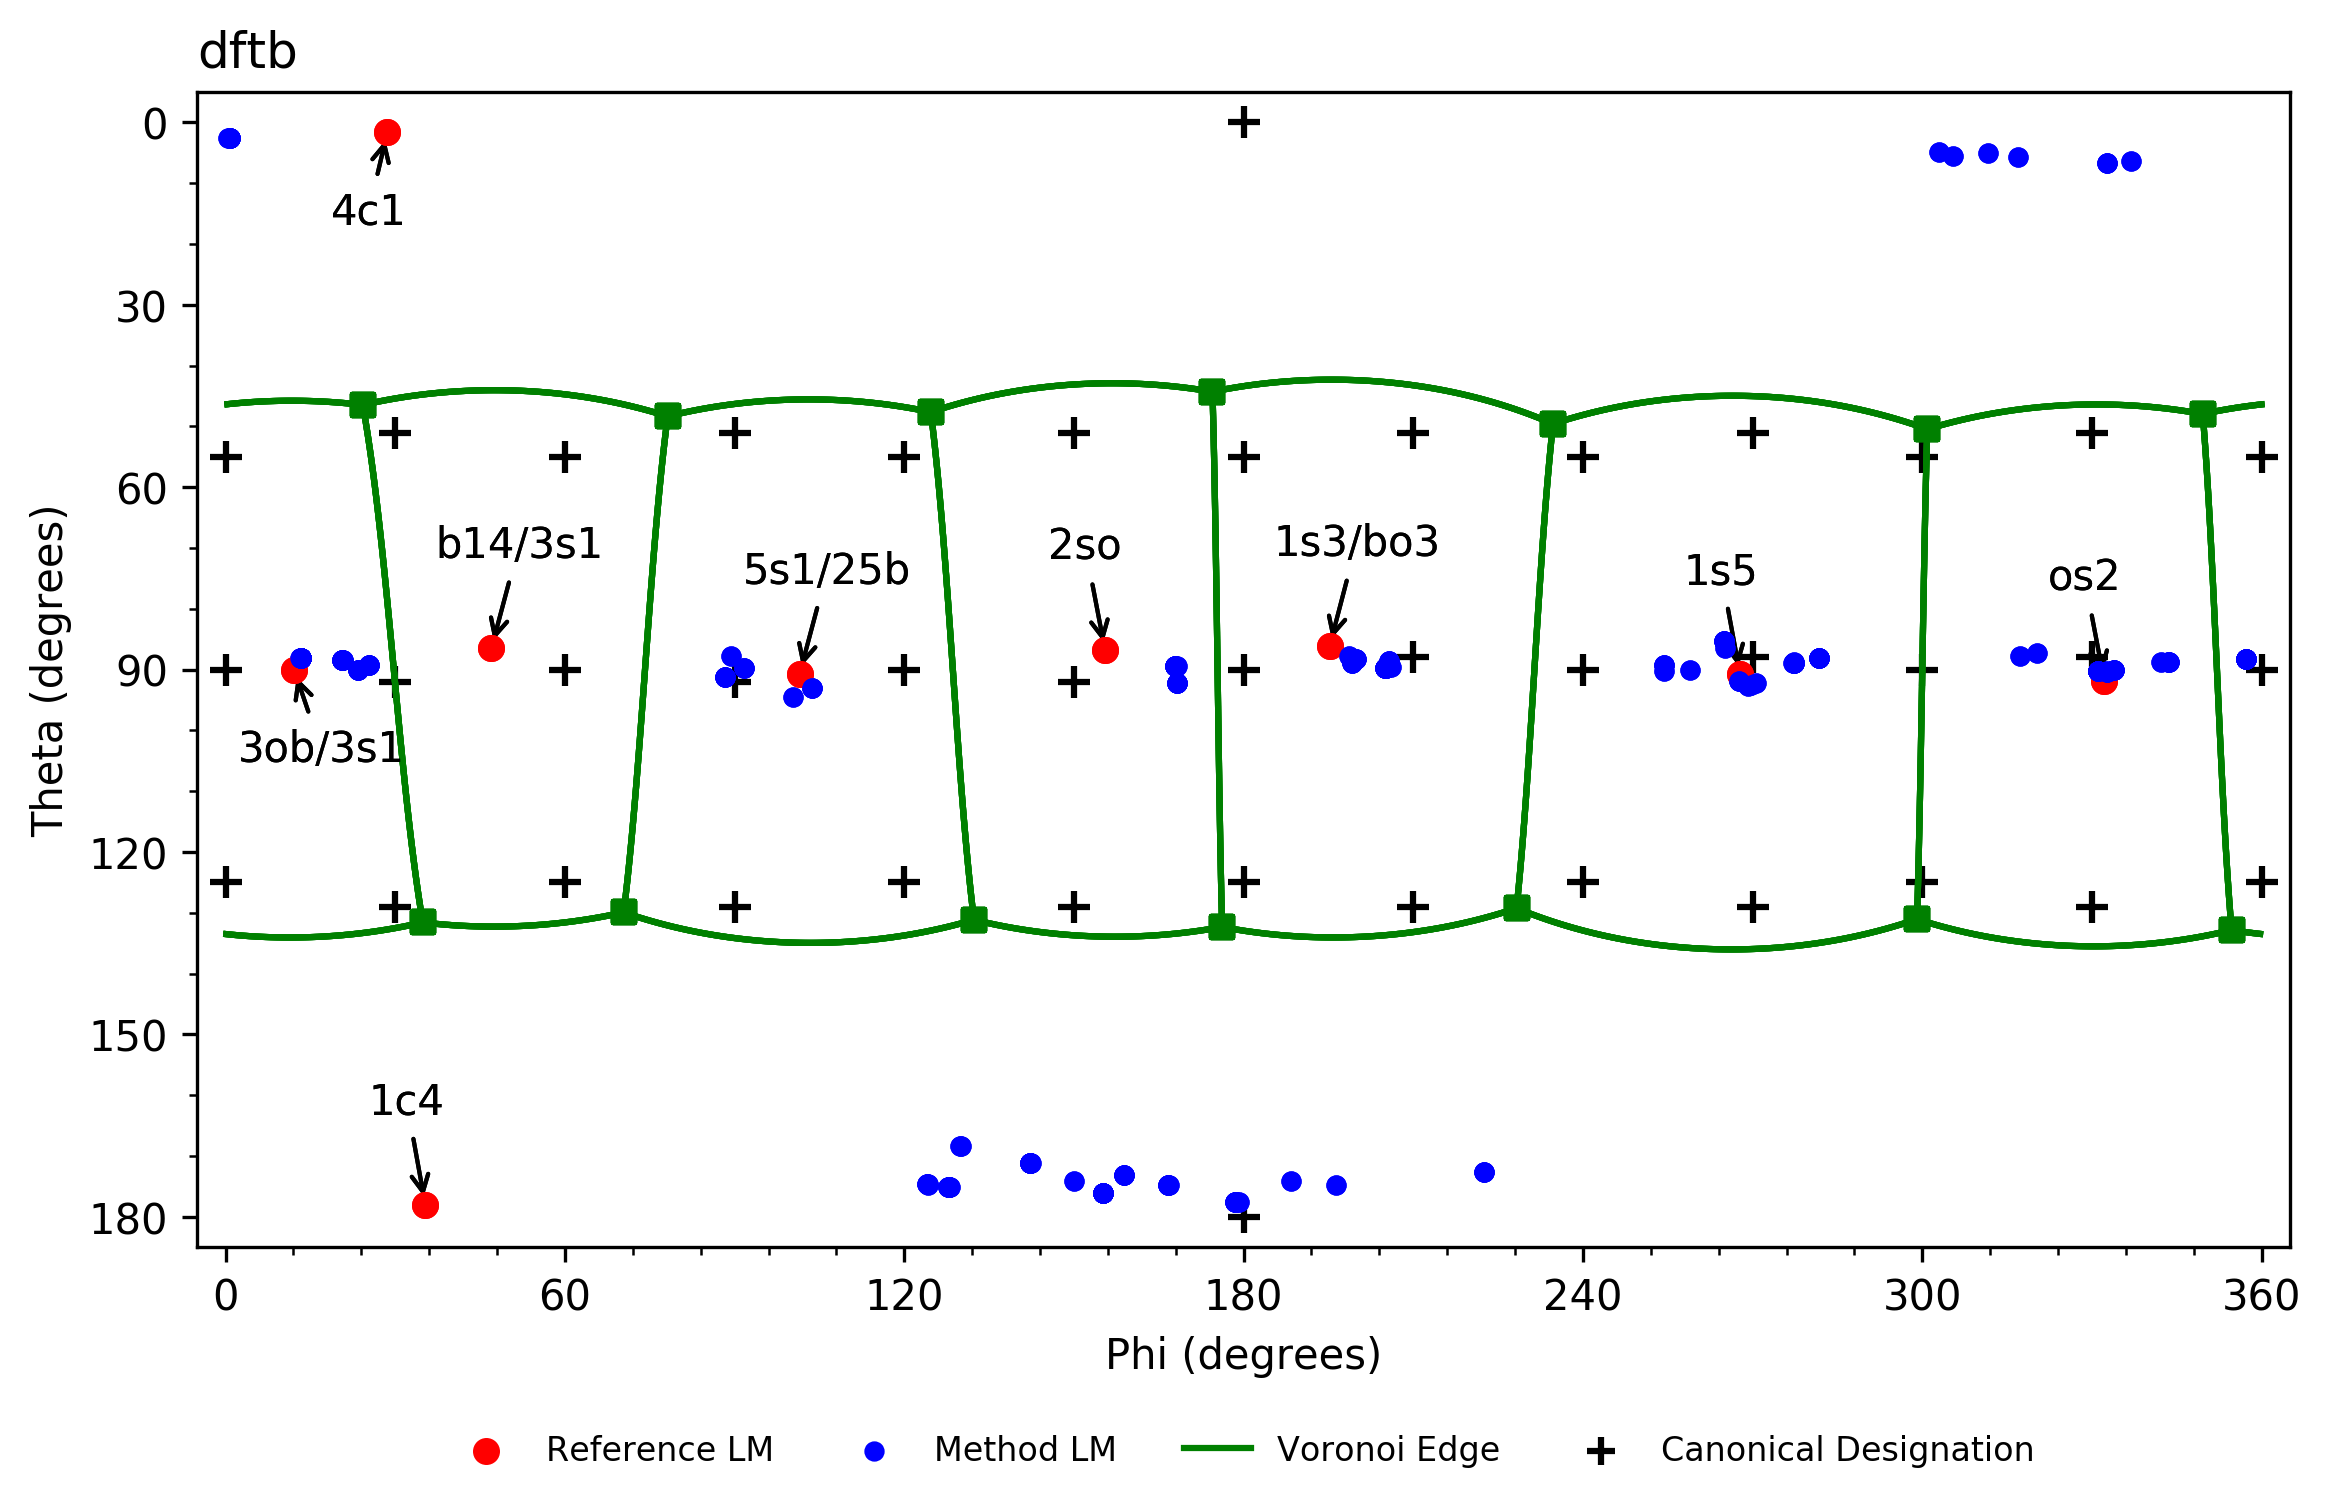 dftb
0
30
60
90
120
150
180
Theta (degrees)
4c1
b14/3s1
5s1/25b
2so
1s3/bo3
1s5
os2
3ob/3s1
1c4
0
60
120
180
240
300
360
Phi (degrees)
Reference LM
Method LM
Voronoi Edge
Canonical Designation